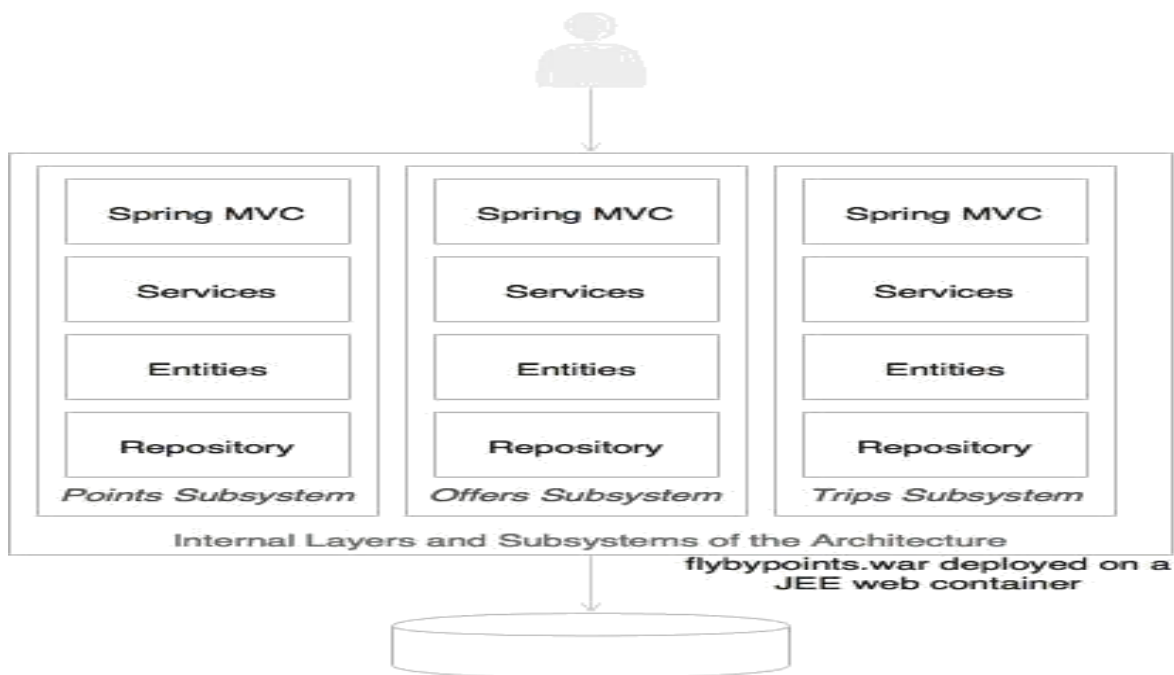 Spring MVC
Services
Entities
Repository
Points Subsystem
Spring MVC
Services
Entities
Repository
Offers Subsystem
Spring MVC
Services
Entities
Repository
Trips Subsystem
Internal Layers and Subsystems of the Architecture
flybypoints.war deployed on a
JEE web container